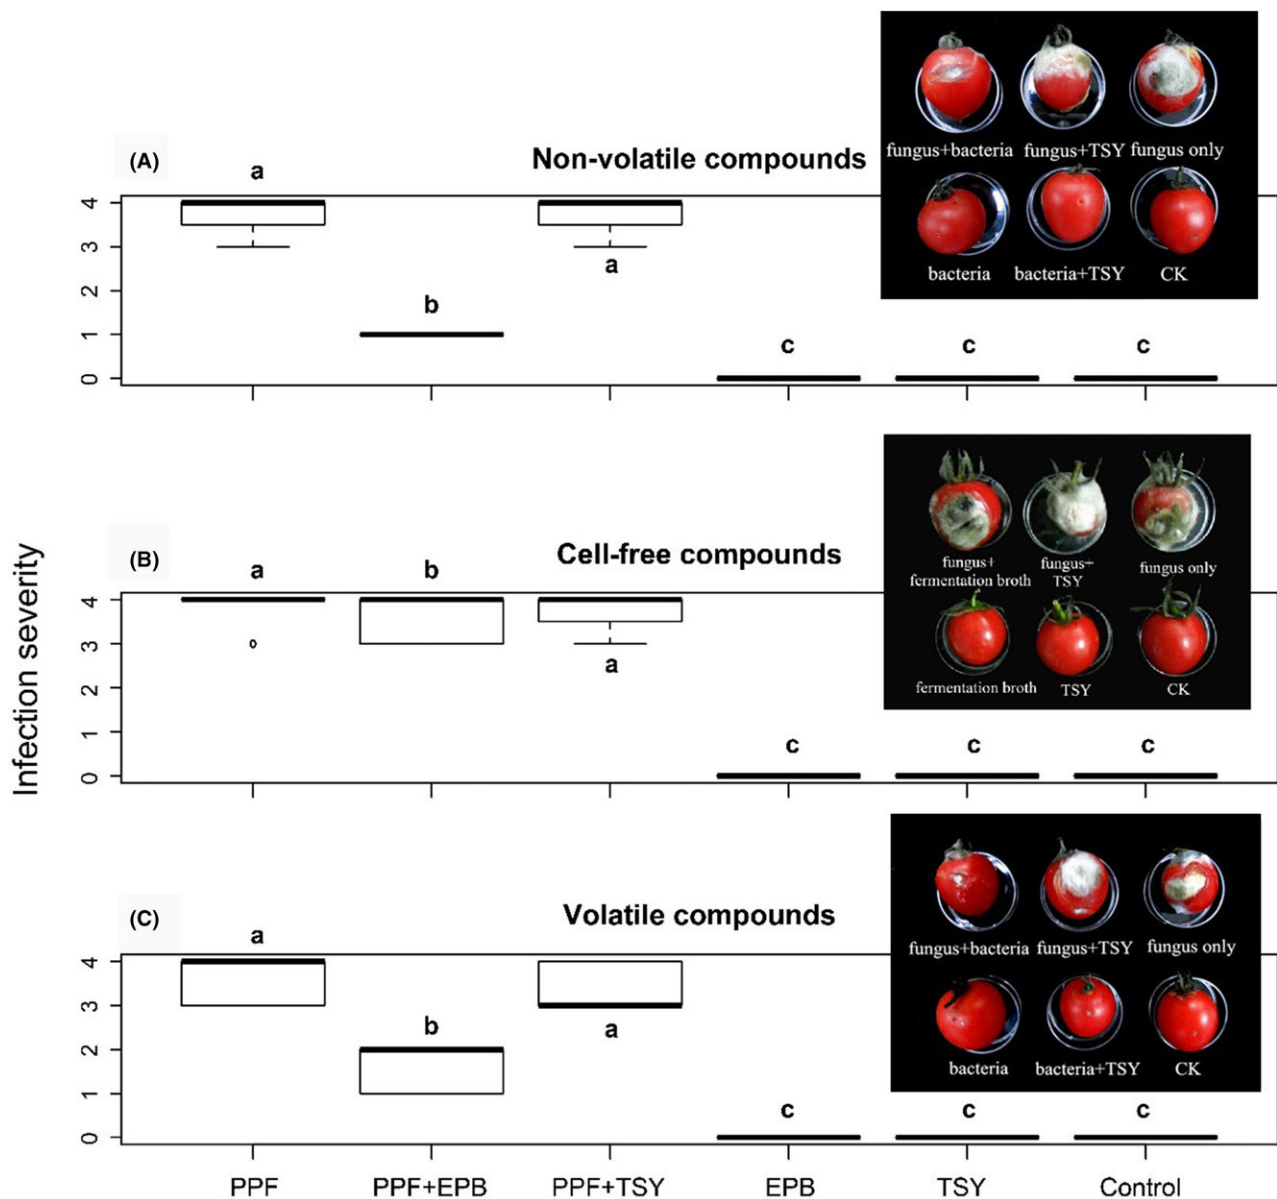 (A)
Non-volatile compounds
fungus+bacteria fungus+TSY fungus only
bacteria bacteria+TSY CK
a
b
a
c
c
c
4
3
2
1
0
Infection severity
(B)
Cell-free compounds
fungus+
fermentation broth
fungus+
TSY
fungus only
fermentation broth TSY CK
a
b
a
c
c
c
4
3
2
1
0
(C)
Volatile compounds
fungus+bacteria fungus+TSY fungus only
bacteria bacteria+TSY CK
a
b
a
c
c
c
4
3
2
1
0
PPF PPF+EPB PPF+TSY EPB TSY Control